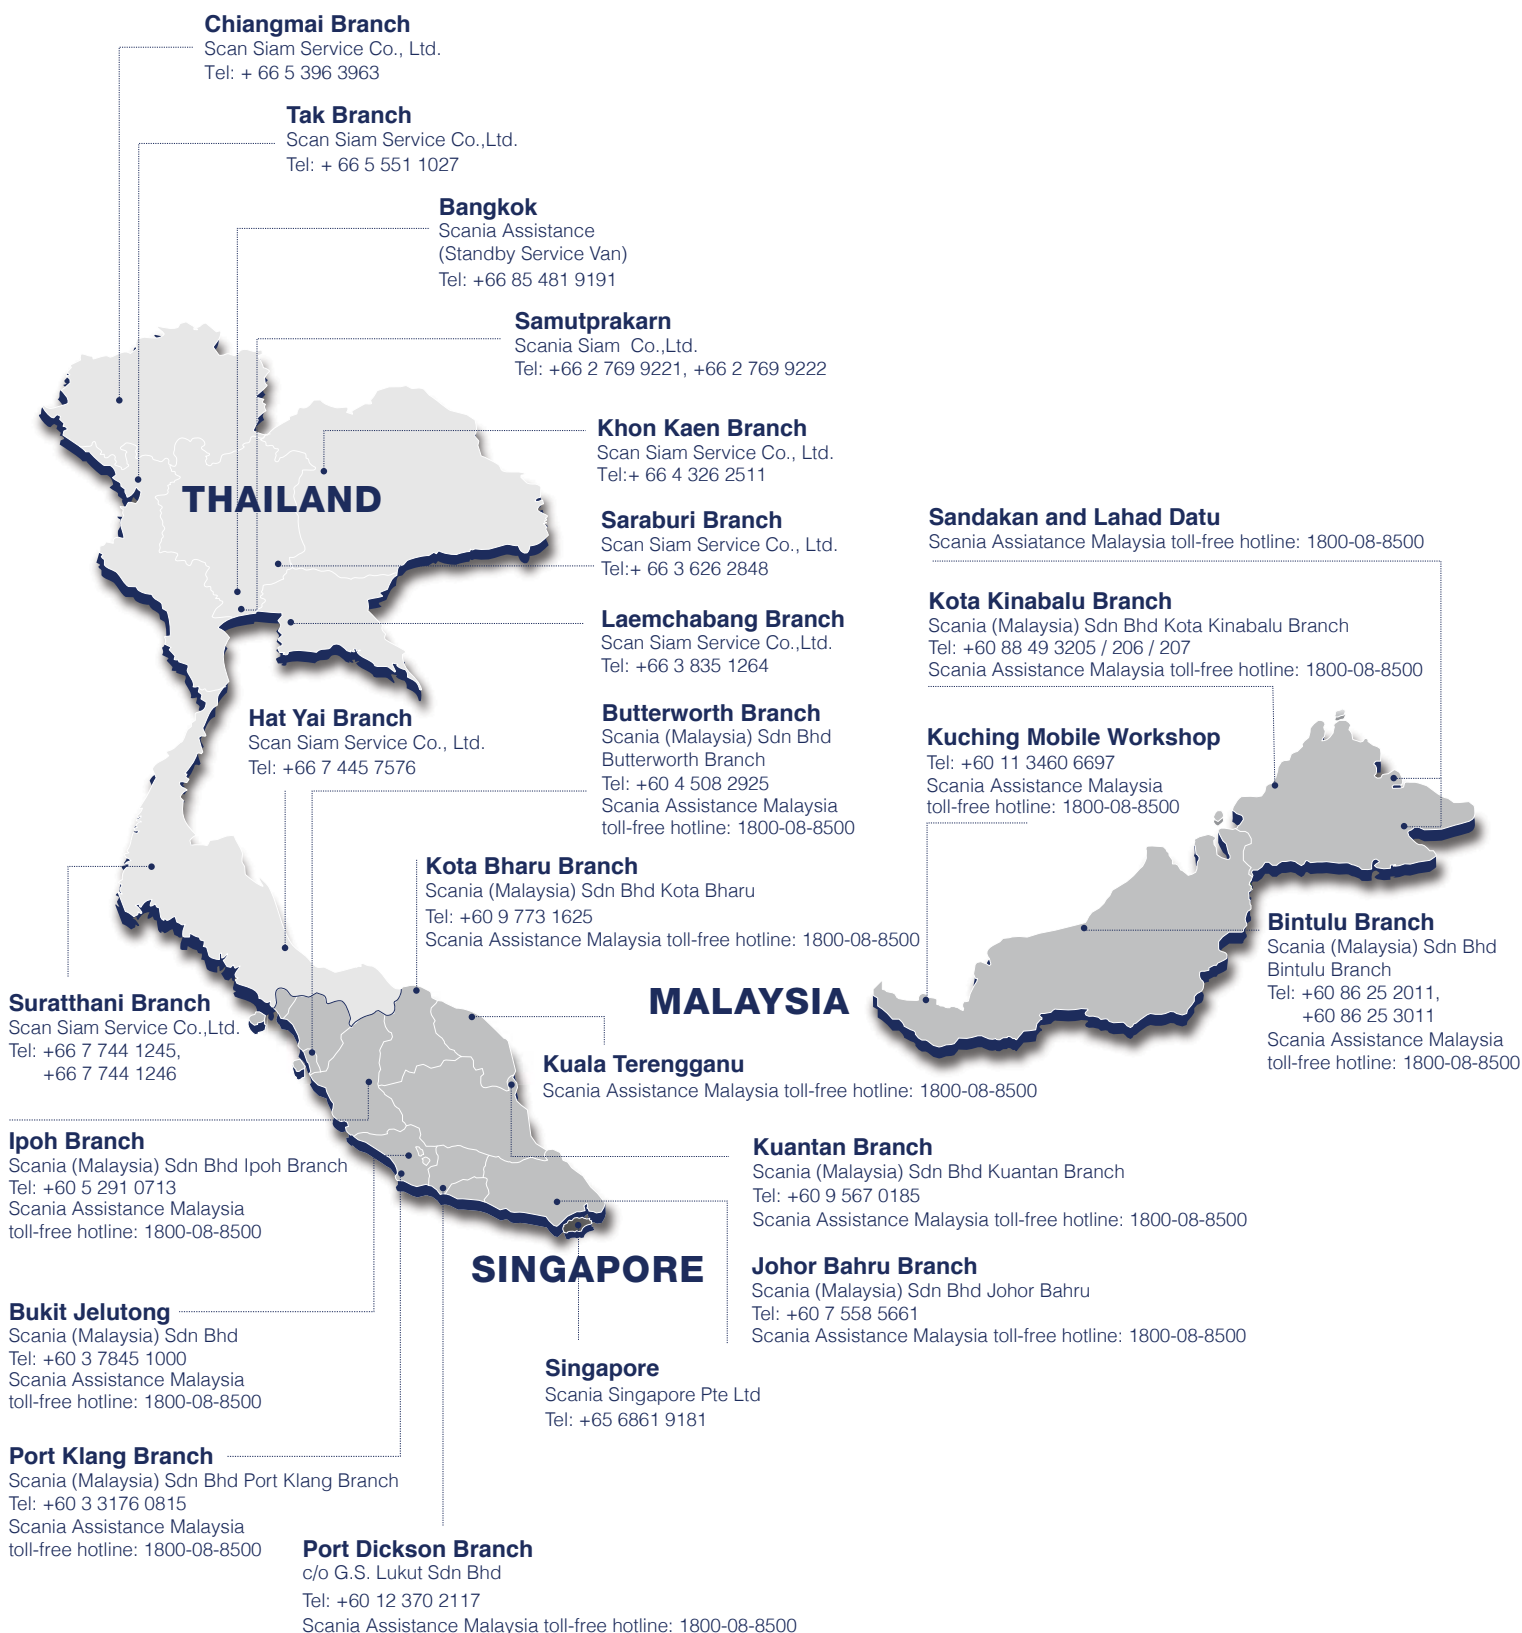 Chiangmai Branch
Scan Siam Service Co., Ltd.
Tel: + 66 5 396 3963
Tak Branch
Scan Siam Service Co.,Ltd.
Tel: + 66 5 551 1027
Bangkok
Scania Assistance
(Standby Service Van)
Tel: +66 85 481 9191
Samutprakarn
Scania Siam Co.,Ltd.
Tel: +66 2 769 9221, +66 2 769 9222
Khon Kaen Branch
Scan Siam Service Co., Ltd.
Tel:+ 66 4 326 2511
THAILAND
Saraburi Branch
Scan Siam Service Co., Ltd.
Tel:+ 66 3 626 2848
Laemchabang Branch
Scan Siam Service Co.,Ltd.
Tel: +66 3 835 1264
Hat Yai Branch
Scan Siam Service Co., Ltd.
Tel: +66 7 445 7576
Butterworth Branch
Scania (Malaysia) Sdn Bhd
Butterworth Branch
Tel: +60 4 508 2925
Scania Assistance Malaysia
toll-free hotline: 1800-08-8500
Sandakan and Lahad Datu
Scania Assiatance Malaysia toll-free hotline: 1800-08-8500
Kota Kinabalu Branch
Scania (Malaysia) Sdn Bhd Kota Kinabalu Branch
Tel: +60 88 49 3205 / 206 / 207
Scania Assistance Malaysia toll-free hotline: 1800-08-8500
Kuching Mobile Workshop
Tel: +60 11 3460 6697
Scania Assistance Malaysia
toll-free hotline: 1800-08-8500
Kota Bharu Branch
Scania (Malaysia) Sdn Bhd Kota Bharu
Tel: +60 9 773 1625
Scania Assistance Malaysia toll-free hotline: 1800-08-8500
Bintulu Branch
Scania (Malaysia) Sdn Bhd
Bintulu Branch
Tel: +60 86 25 2011,
+60 86 25 3011
Scania Assistance Malaysia
toll-free hotline: 1800-08-8500
MALAYSIA
Suratthani Branch
Scan Siam Service Co.,Ltd.
Tel: +66 7 744 1245,
+66 7 744 1246
Kuala Terengganu
Scania Assistance Malaysia toll-free hotline: 1800-08-8500
Ipoh Branch
Scania (Malaysia) Sdn Bhd Ipoh Branch
Tel: +60 5 291 0713
Scania Assistance Malaysia
toll-free hotline: 1800-08-8500
Kuantan Branch
Scania (Malaysia) Sdn Bhd Kuantan Branch
Tel: +60 9 567 0185
Scania Assistance Malaysia toll-free hotline: 1800-08-8500
SINGAPORE
Johor Bahru Branch
Scania (Malaysia) Sdn Bhd Johor Bahru
Tel: +60 7 558 5661
Scania Assistance Malaysia toll-free hotline: 1800-08-8500
Bukit Jelutong
Scania (Malaysia) Sdn Bhd
Tel: +60 3 7845 1000
Scania Assistance Malaysia
toll-free hotline: 1800-08-8500
Singapore
Scania Singapore Pte Ltd
Tel: +65 6861 9181
Port Klang Branch
Scania (Malaysia) Sdn Bhd Port Klang Branch
Tel: +60 3 3176 0815
Scania Assistance Malaysia
toll-free hotline: 1800-08-8500
Port Dickson Branch
c/o G.S. Lukut Sdn Bhd
Tel: +60 12 370 2117
Scania Assistance Malaysia toll-free hotline: 1800-08-8500